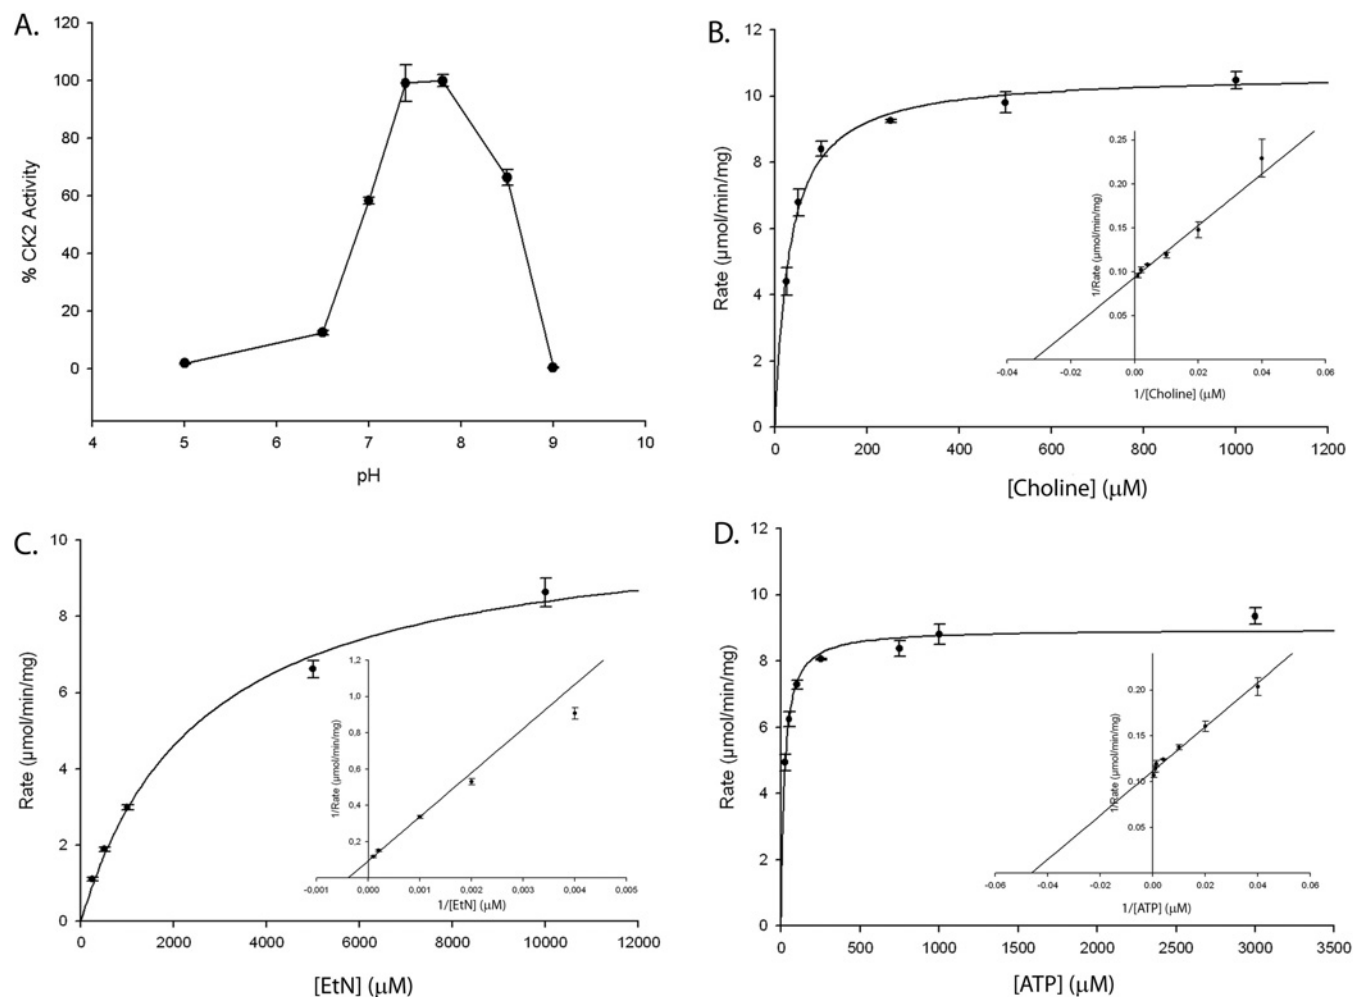 A.
120
100
80
60
40
20
0
% CK2 Activity
4 5 6 7 8 9 10
pH
B.
12
10
8
6
4
2
0
Rate (μmol/min/mg)
0 200 400 600 800 1000 1200
[Choline] (μM)
0.25
0.20
0.15
0.10
0.05
1/Rate (μmol/min/mg)
-0.04 -0.02 0.00 0.02 0.04 0.06
1/[Choline] (μM)
C.
10
8
6
4
2
0
Rate (μmol/min/mg)
0 2000 4000 6000 8000 10000 12000
[EtN] (μM)
1,2
1,0
0,8
0,6
0,4
0,2
1/Rate (μmol/min/mg)
-0,001 0,000 0,001 0,002 0,003 0,004 0,005
1/[EtN] (μM)
D.
12
10
8
6
4
2
0
Rate (μmol/min/mg)
0 500 1000 1500 2000 2500 3000 3500
[ATP] (μM)
0.20
0.15
0.10
0.05
1/Rate (μmol/min/mg)
-0.06 -0.04 -0.02 0.00 0.02 0.04 0.06
1/[ATP] (μM)